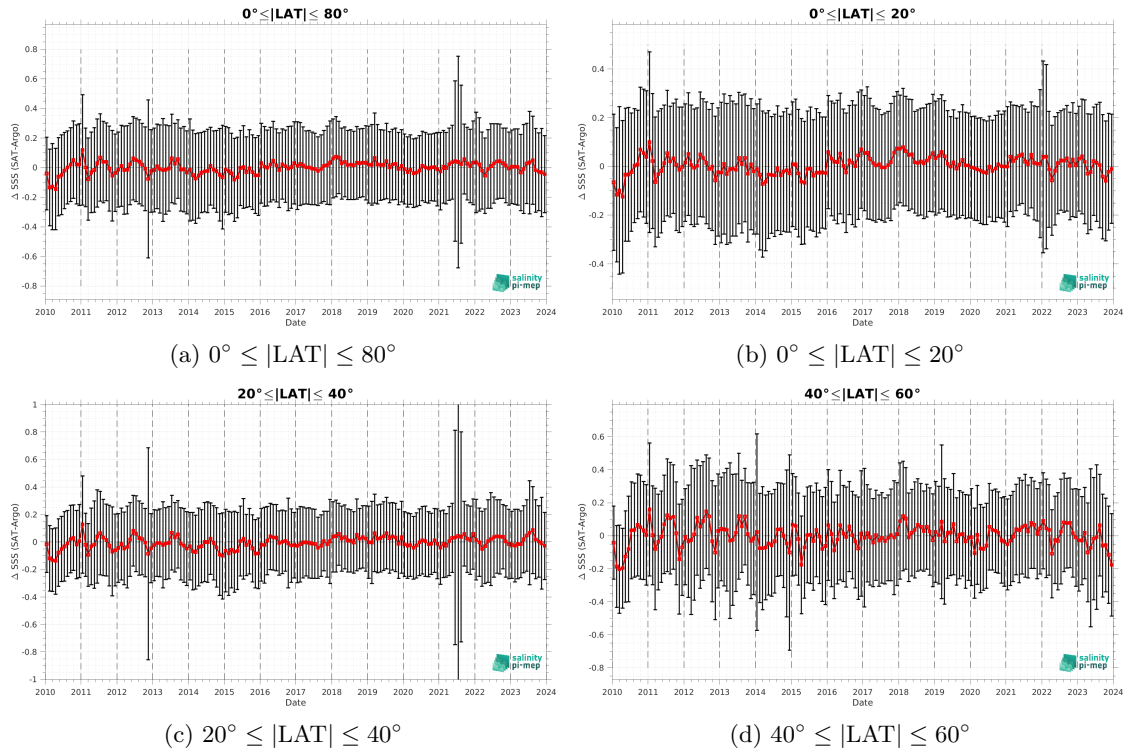 0°≤|LAT|≤ 80°
Δ SSS (SAT-Argo)
0.8
0.6
0.4
0.2
0
-0.2
-0.4
-0.6
-0.8
2010 2011 2012 2013 2014 2015 2016 2017 2018 2019 2020 2021 2022 2023 2024
Date
salinity
pi-mep
(a) 0° ≤ |LAT| ≤ 80°
0°≤|LAT|≤ 20°
Δ SSS (SAT-Argo)
0.4
0.2
0
-0.2
-0.4
2010 2011 2012 2013 2014 2015 2016 2017 2018 2019 2020 2021 2022 2023 2024
Date
salinity
pi-mep
(b) 0° ≤ |LAT| ≤ 20°
20°≤|LAT|≤ 40°
Δ SSS (SAT-Argo)
1
0.8
0.6
0.4
0.2
0
-0.2
-0.4
-0.6
-0.8
-1
2010 2011 2012 2013 2014 2015 2016 2017 2018 2019 2020 2021 2022 2023 2024
Date
salinity
pi-mep
(c) 20° ≤ |LAT| ≤ 40°
40°≤|LAT|≤ 60°
Δ SSS (SAT-Argo)
0.6
0.4
0.2
0
-0.2
-0.4
-0.6
-0.8
2010 2011 2012 2013 2014 2015 2016 2017 2018 2019 2020 2021 2022 2023 2024
Date
salinity
pi-mep
(d) 40° ≤ |LAT| ≤ 60°